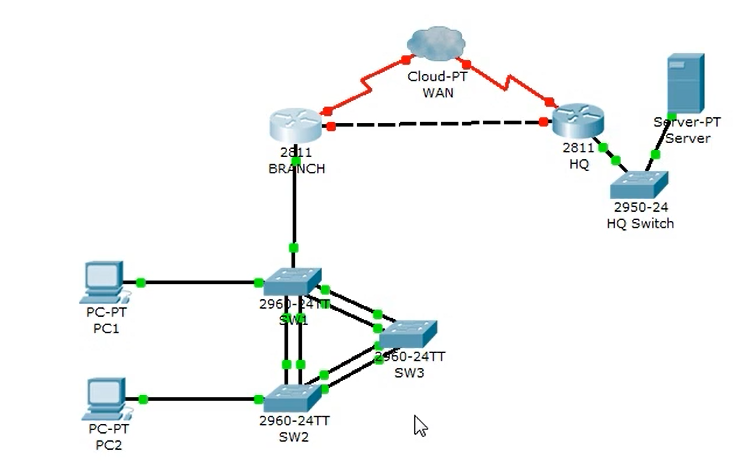 Cloud-PT
WAN
Server-PT
Server
2811
BRANCH
2811
HQ
2950-24
HQ Switch
2960-24TT
SW1
PC-PT
PC1
2960-24TT
SW3
2960-24TT
SW2
PC-PT
PC2